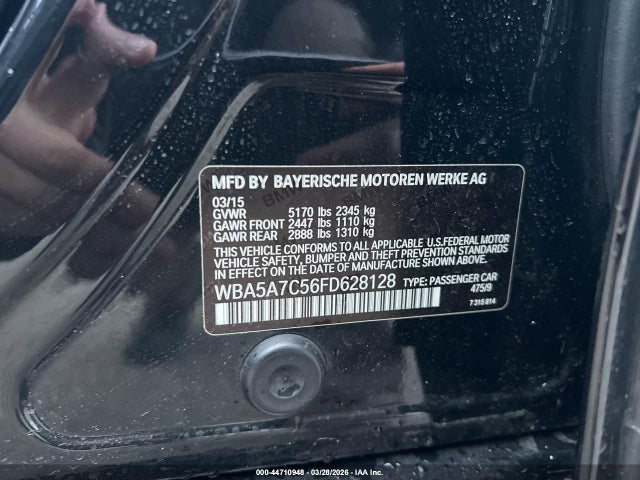 MFD BY BAYERISCHE MOTOREN WERKE AG
03/15
GVWR 5170 lbs 2345 kg
GAWR FRONT 2447 lbs 1110 kg
GAWR REAR 2888 lbs 1310 kg
THIS VEHICLE CONFORMS TO ALL APPLICABLE U.S.FEDERAL MOTOR
VEHICLE SAFETY, BUMPER, AND THEFT PREVENTION STANDARDS
IN EFFECT ON THE DATE OF MANUFACTURE SHOWN ABOVE.
WBA5A7C56FD628128 TYPE: PASSENGER CAR
475/9
7 315 814
000-44710948 - 03/28/2026 - IAA Inc.